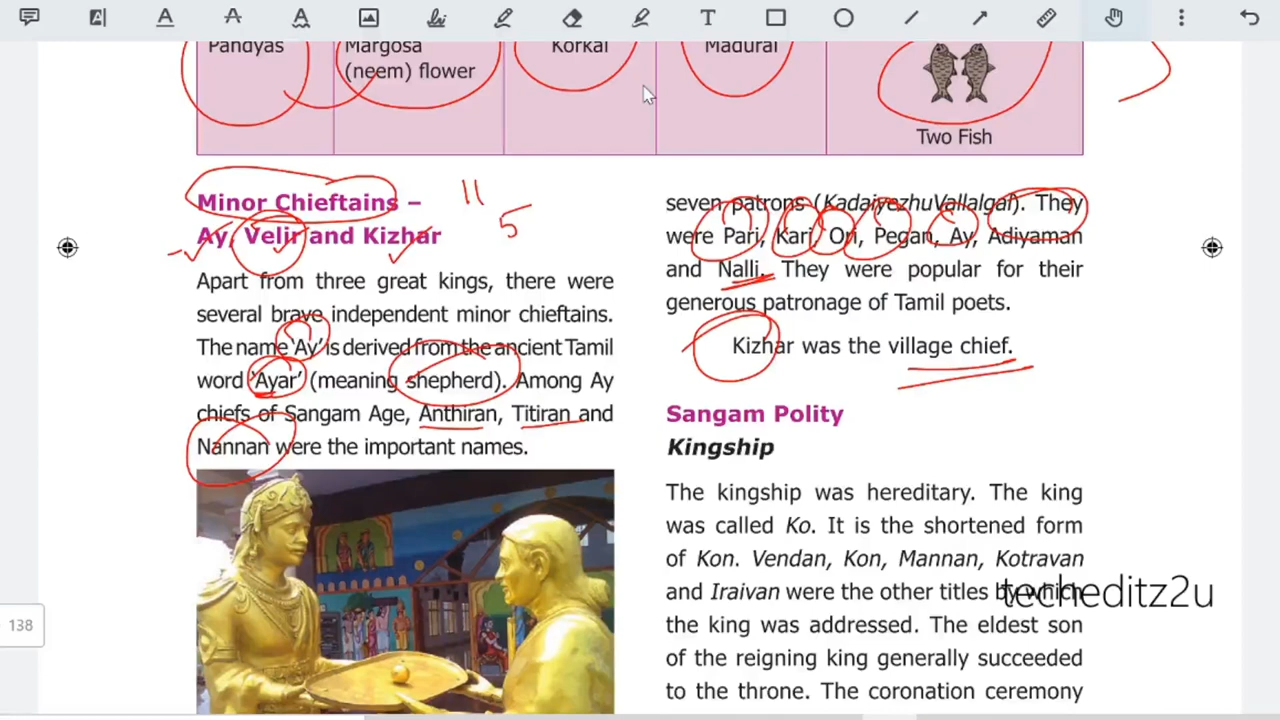 Pandyas
Margosa
(neem) flower
Korkai
Madurai
Two Fish
Minor Chieftains –
Ay, Velir and Kizhar
11
5
Apart from three great kings, there were
several brave independent minor chieftains.
The name ‘Ay’ is derived from the ancient Tamil
word ‘Ayar’ (meaning shepherd). Among Ay
chiefs of Sangam Age, Anthiran, Titiran and
Nannan were the important names.
seven patrons (KadaiyezhuVallalgal). They
were Pari, Kari, Ori, Pegan, Ay, Adiyaman
and Nalli. They were popular for their
generous patronage of Tamil poets.
Kizhar was the village chief.
Sangam Polity
Kingship
The kingship was hereditary. The king
was called Ko. It is the shortened form
of Kon. Vendan, Kon, Mannan, Kotravan
and Iraivan were the other titles by which
the king was addressed. The eldest son
of the reigning king generally succeeded
to the throne. The coronation ceremony
techeditz2u
138